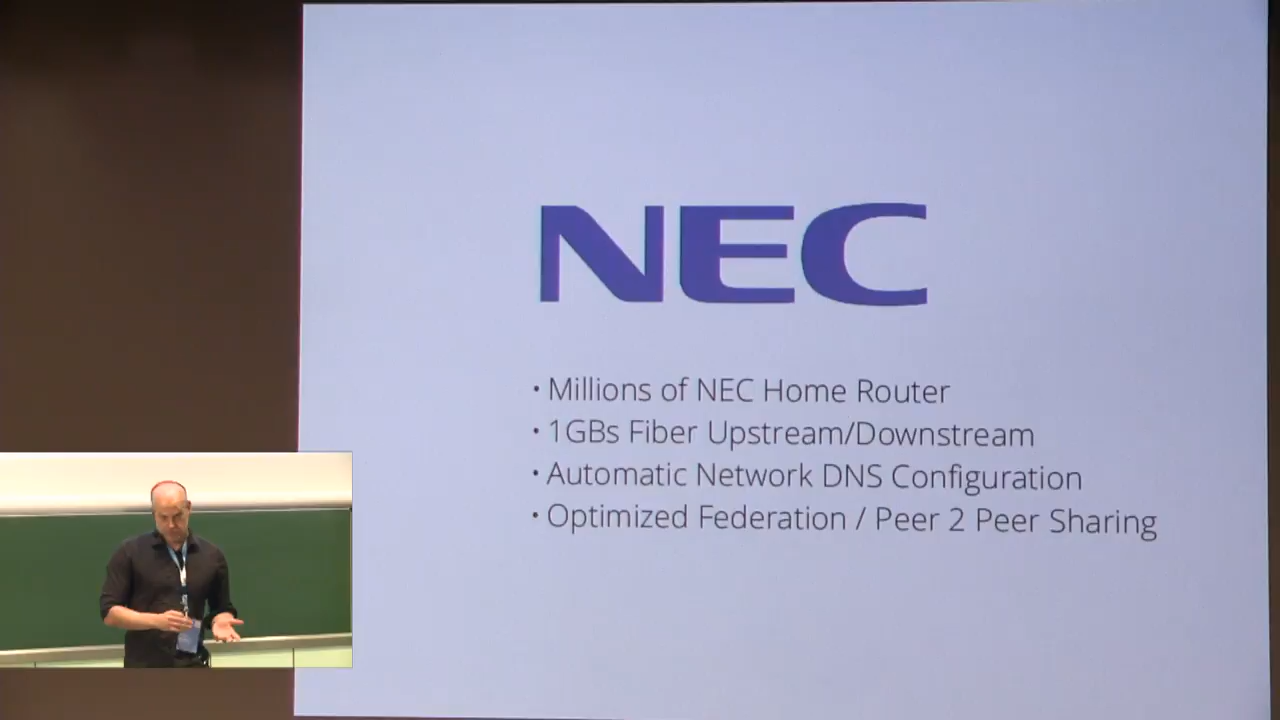 NEC
• Millions of NEC Home Router
• 1GBs Fiber Upstream/Downstream
• Automatic Network DNS Configuration
• Optimized Federation / Peer 2 Peer Sharing